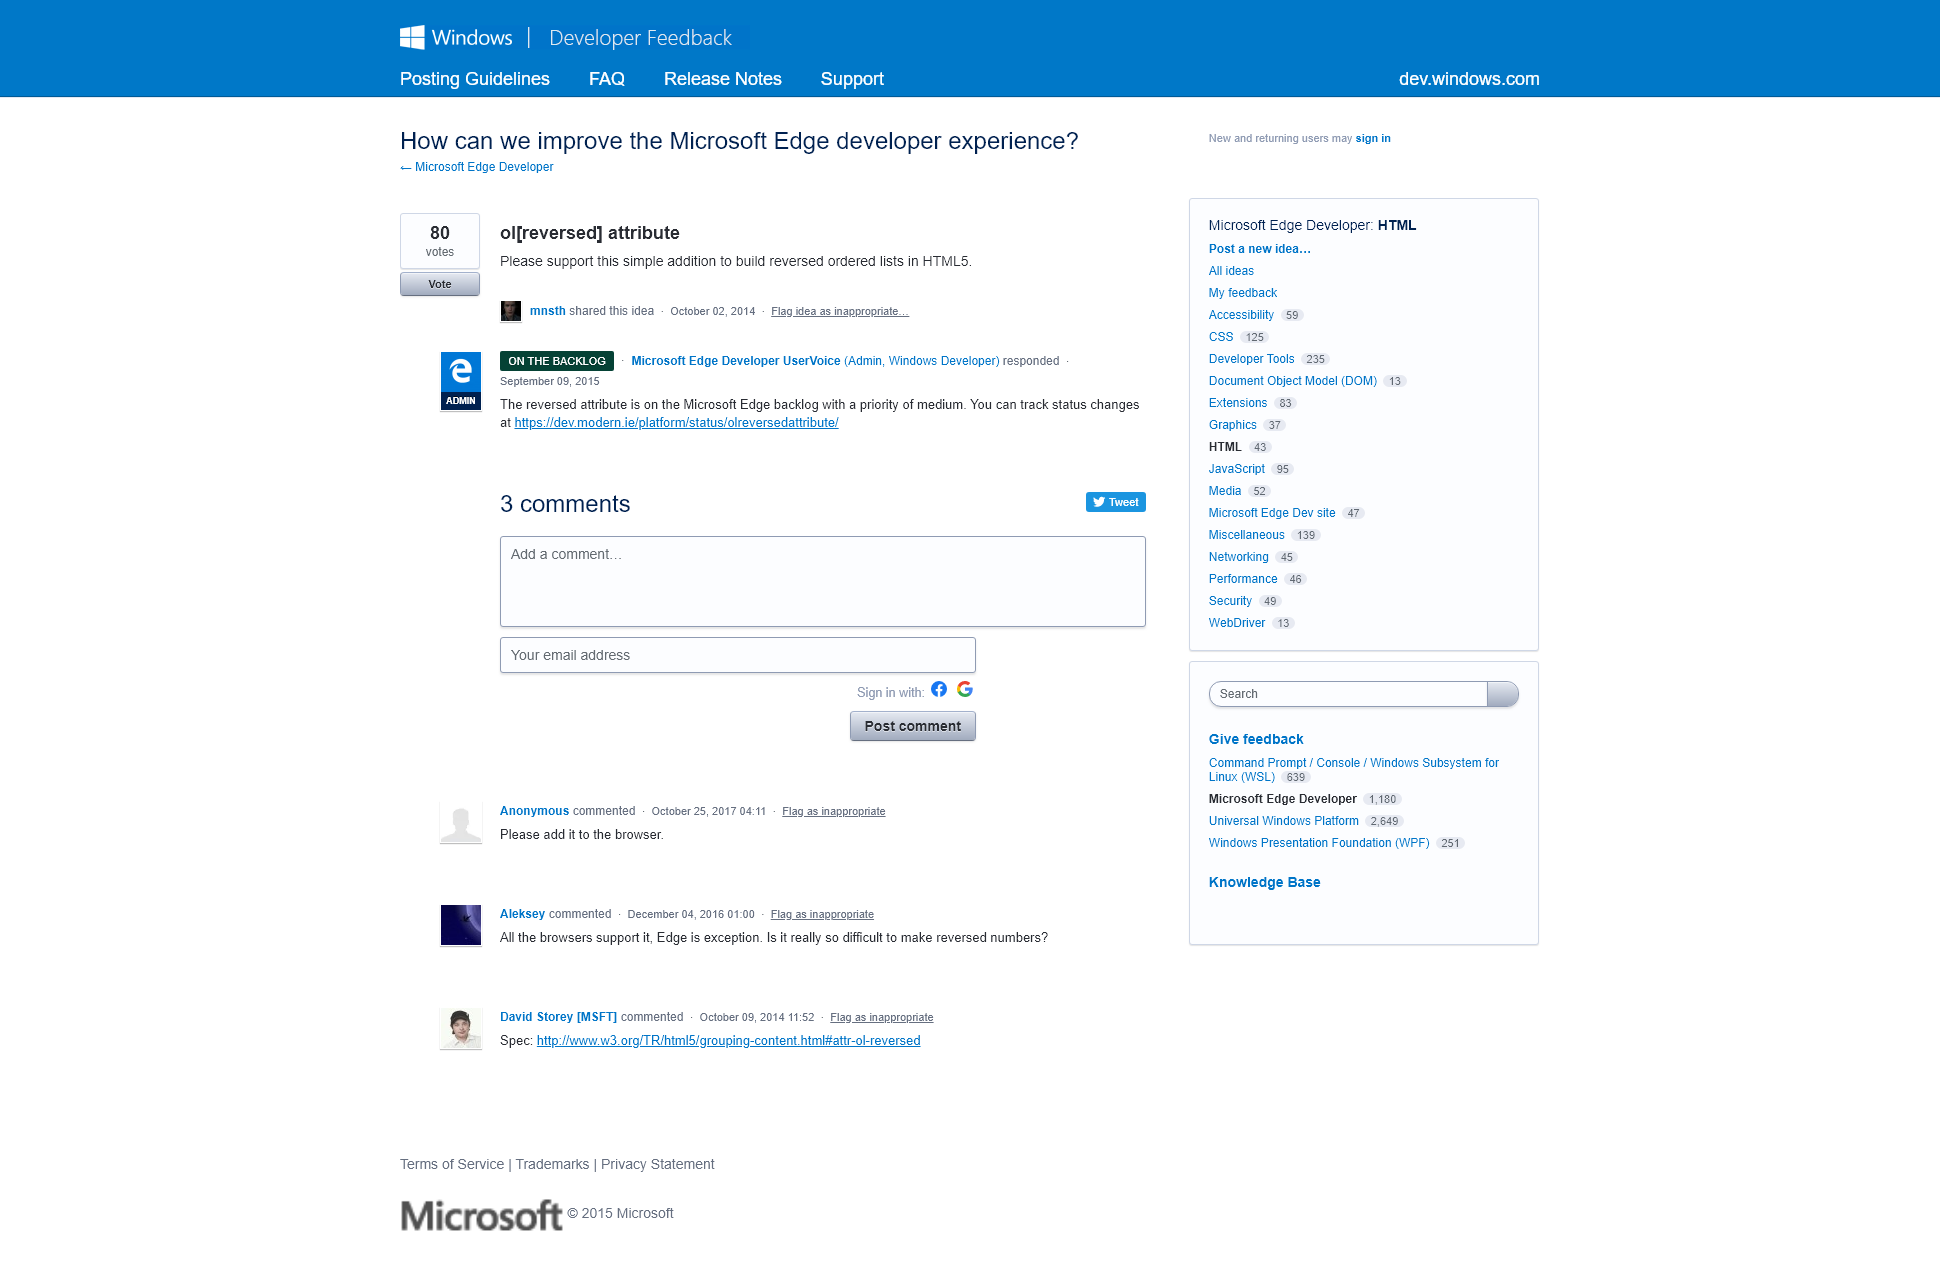 Windows | Developer Feedback
Posting Guidelines FAQ Release Notes Support dev.windows.com
How can we improve the Microsoft Edge developer experience?
← Microsoft Edge Developer
New and returning users may sign in
80
votes
Vote
ol[reversed] attribute
Please support this simple addition to build reversed ordered lists in HTML5.
mnsth shared this idea · October 02, 2014 · Flag idea as inappropriate…
ADMIN
ON THE BACKLOG · Microsoft Edge Developer UserVoice (Admin, Windows Developer) responded ·
September 09, 2015
The reversed attribute is on the Microsoft Edge backlog with a priority of medium. You can track status changes
at https://dev.modern.ie/platform/status/olreversedattribute/
3 comments
Tweet
Add a comment…
Your email address
Sign in with:
Post comment
Anonymous commented · October 25, 2017 04:11 · Flag as inappropriate
Please add it to the browser.
Aleksey commented · December 04, 2016 01:00 · Flag as inappropriate
All the browsers support it, Edge is exception. Is it really so difficult to make reversed numbers?
David Storey [MSFT] commented · October 09, 2014 11:52 · Flag as inappropriate
Spec: http://www.w3.org/TR/html5/grouping-content.html#attr-ol-reversed
Microsoft Edge Developer: HTML
Post a new idea…
All ideas
My feedback
Accessibility 59
CSS 125
Developer Tools 235
Document Object Model (DOM) 13
Extensions 83
Graphics 37
HTML 43
JavaScript 95
Media 52
Microsoft Edge Dev site 47
Miscellaneous 139
Networking 45
Performance 46
Security 49
WebDriver 13
Search
Give feedback
Command Prompt / Console / Windows Subsystem for
Linux (WSL) 639
Microsoft Edge Developer 1,180
Universal Windows Platform 2,649
Windows Presentation Foundation (WPF) 251
Knowledge Base
Terms of Service | Trademarks | Privacy Statement
Microsoft © 2015 Microsoft